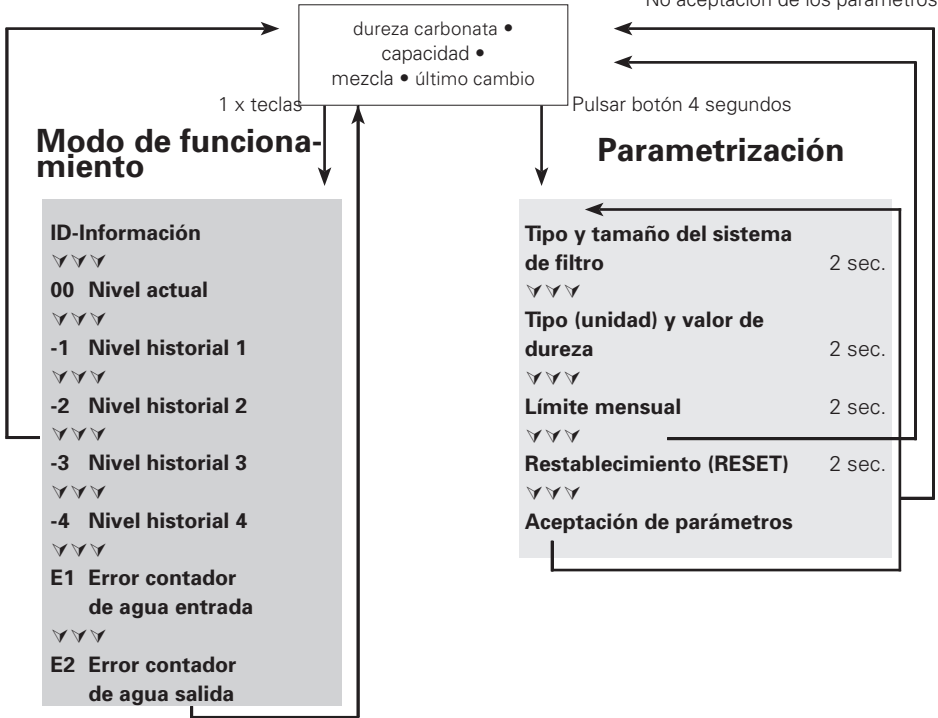 No aceptación de los parámetros
dureza carbonata •
capacidad •
mezcla • último cambio
1 x teclas
Pulsar botón 4 segundos
Modo de funciona-
miento
Parametrización
ID-Información
00 Nivel actual
-1 Nivel historial 1
-2 Nivel historial 2
-3 Nivel historial 3
-4 Nivel historial 4
E1 Error contador
de agua entrada
E2 Error contador
de agua salida
Tipo y tamaño del sistema
de filtro 2 sec.
Tipo (unidad) y valor de
dureza 2 sec.
Límite mensual 2 sec.
Restablecimiento (RESET) 2 sec.
Aceptación de parámetros